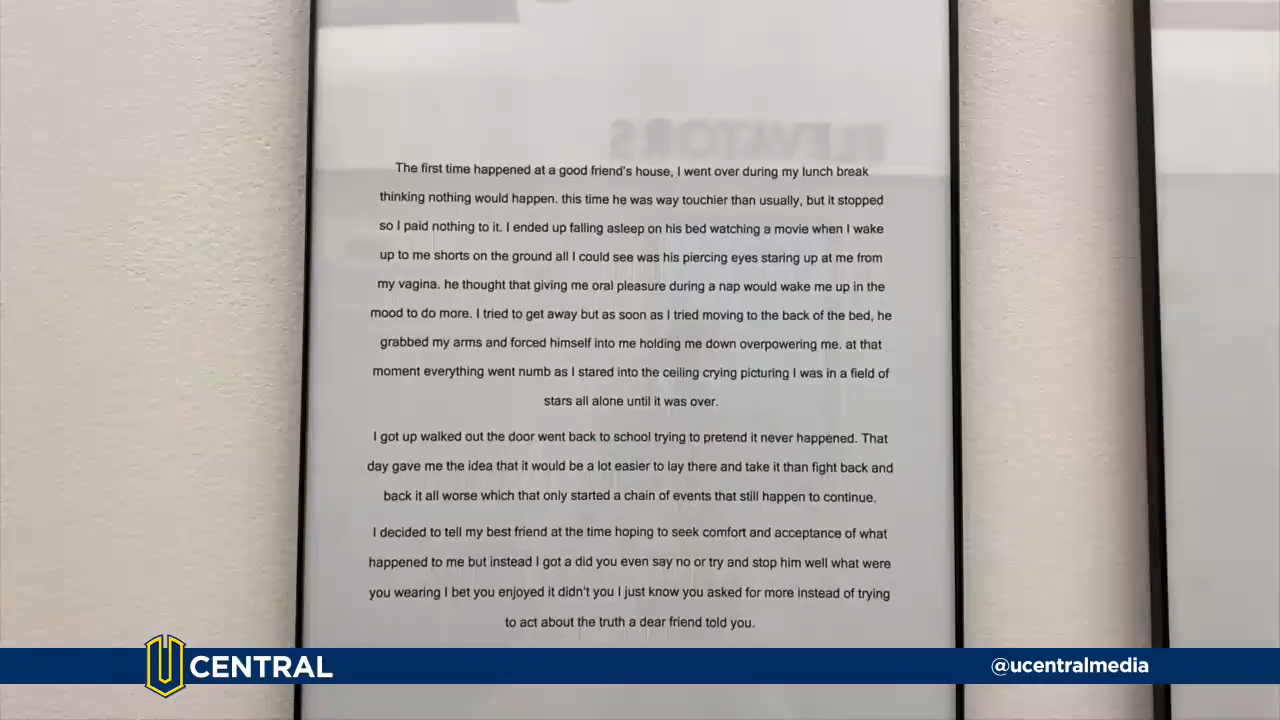 ELEVATORS
The first time happened at a good friend's house, I went over during my lunch break
thinking nothing would happen. this time he was way touchier than usually, but it stopped
so I paid nothing to it. I ended up falling asleep on his bed watching a movie when I wake
up to me shorts on the ground all I could see was his piercing eyes staring up at me from
my vagina. he thought that giving me oral pleasure during a nap would wake me up in the
mood to do more. I tried to get away but as soon as I tried moving to the back of the bed, he
grabbed my arms and forced himself into me holding me down overpowering me. at that
moment everything went numb as I stared into the ceiling crying picturing I was in a field of
stars all alone until it was over.
I got up walked out the door went back to school trying to pretend it never happened. That
day gave me the idea that it would be a lot easier to lay there and take it than fight back and
back it all worse which that only started a chain of events that still happen to continue.
I decided to tell my best friend at the time hoping to seek comfort and acceptance of what
happened to me but instead I got a did you even say no or try and stop him well what were
you wearing I bet you enjoyed it didn't you I just know you asked for more instead of trying
to act about the truth a dear friend told you.
U CENTRAL
@ucentralmedia